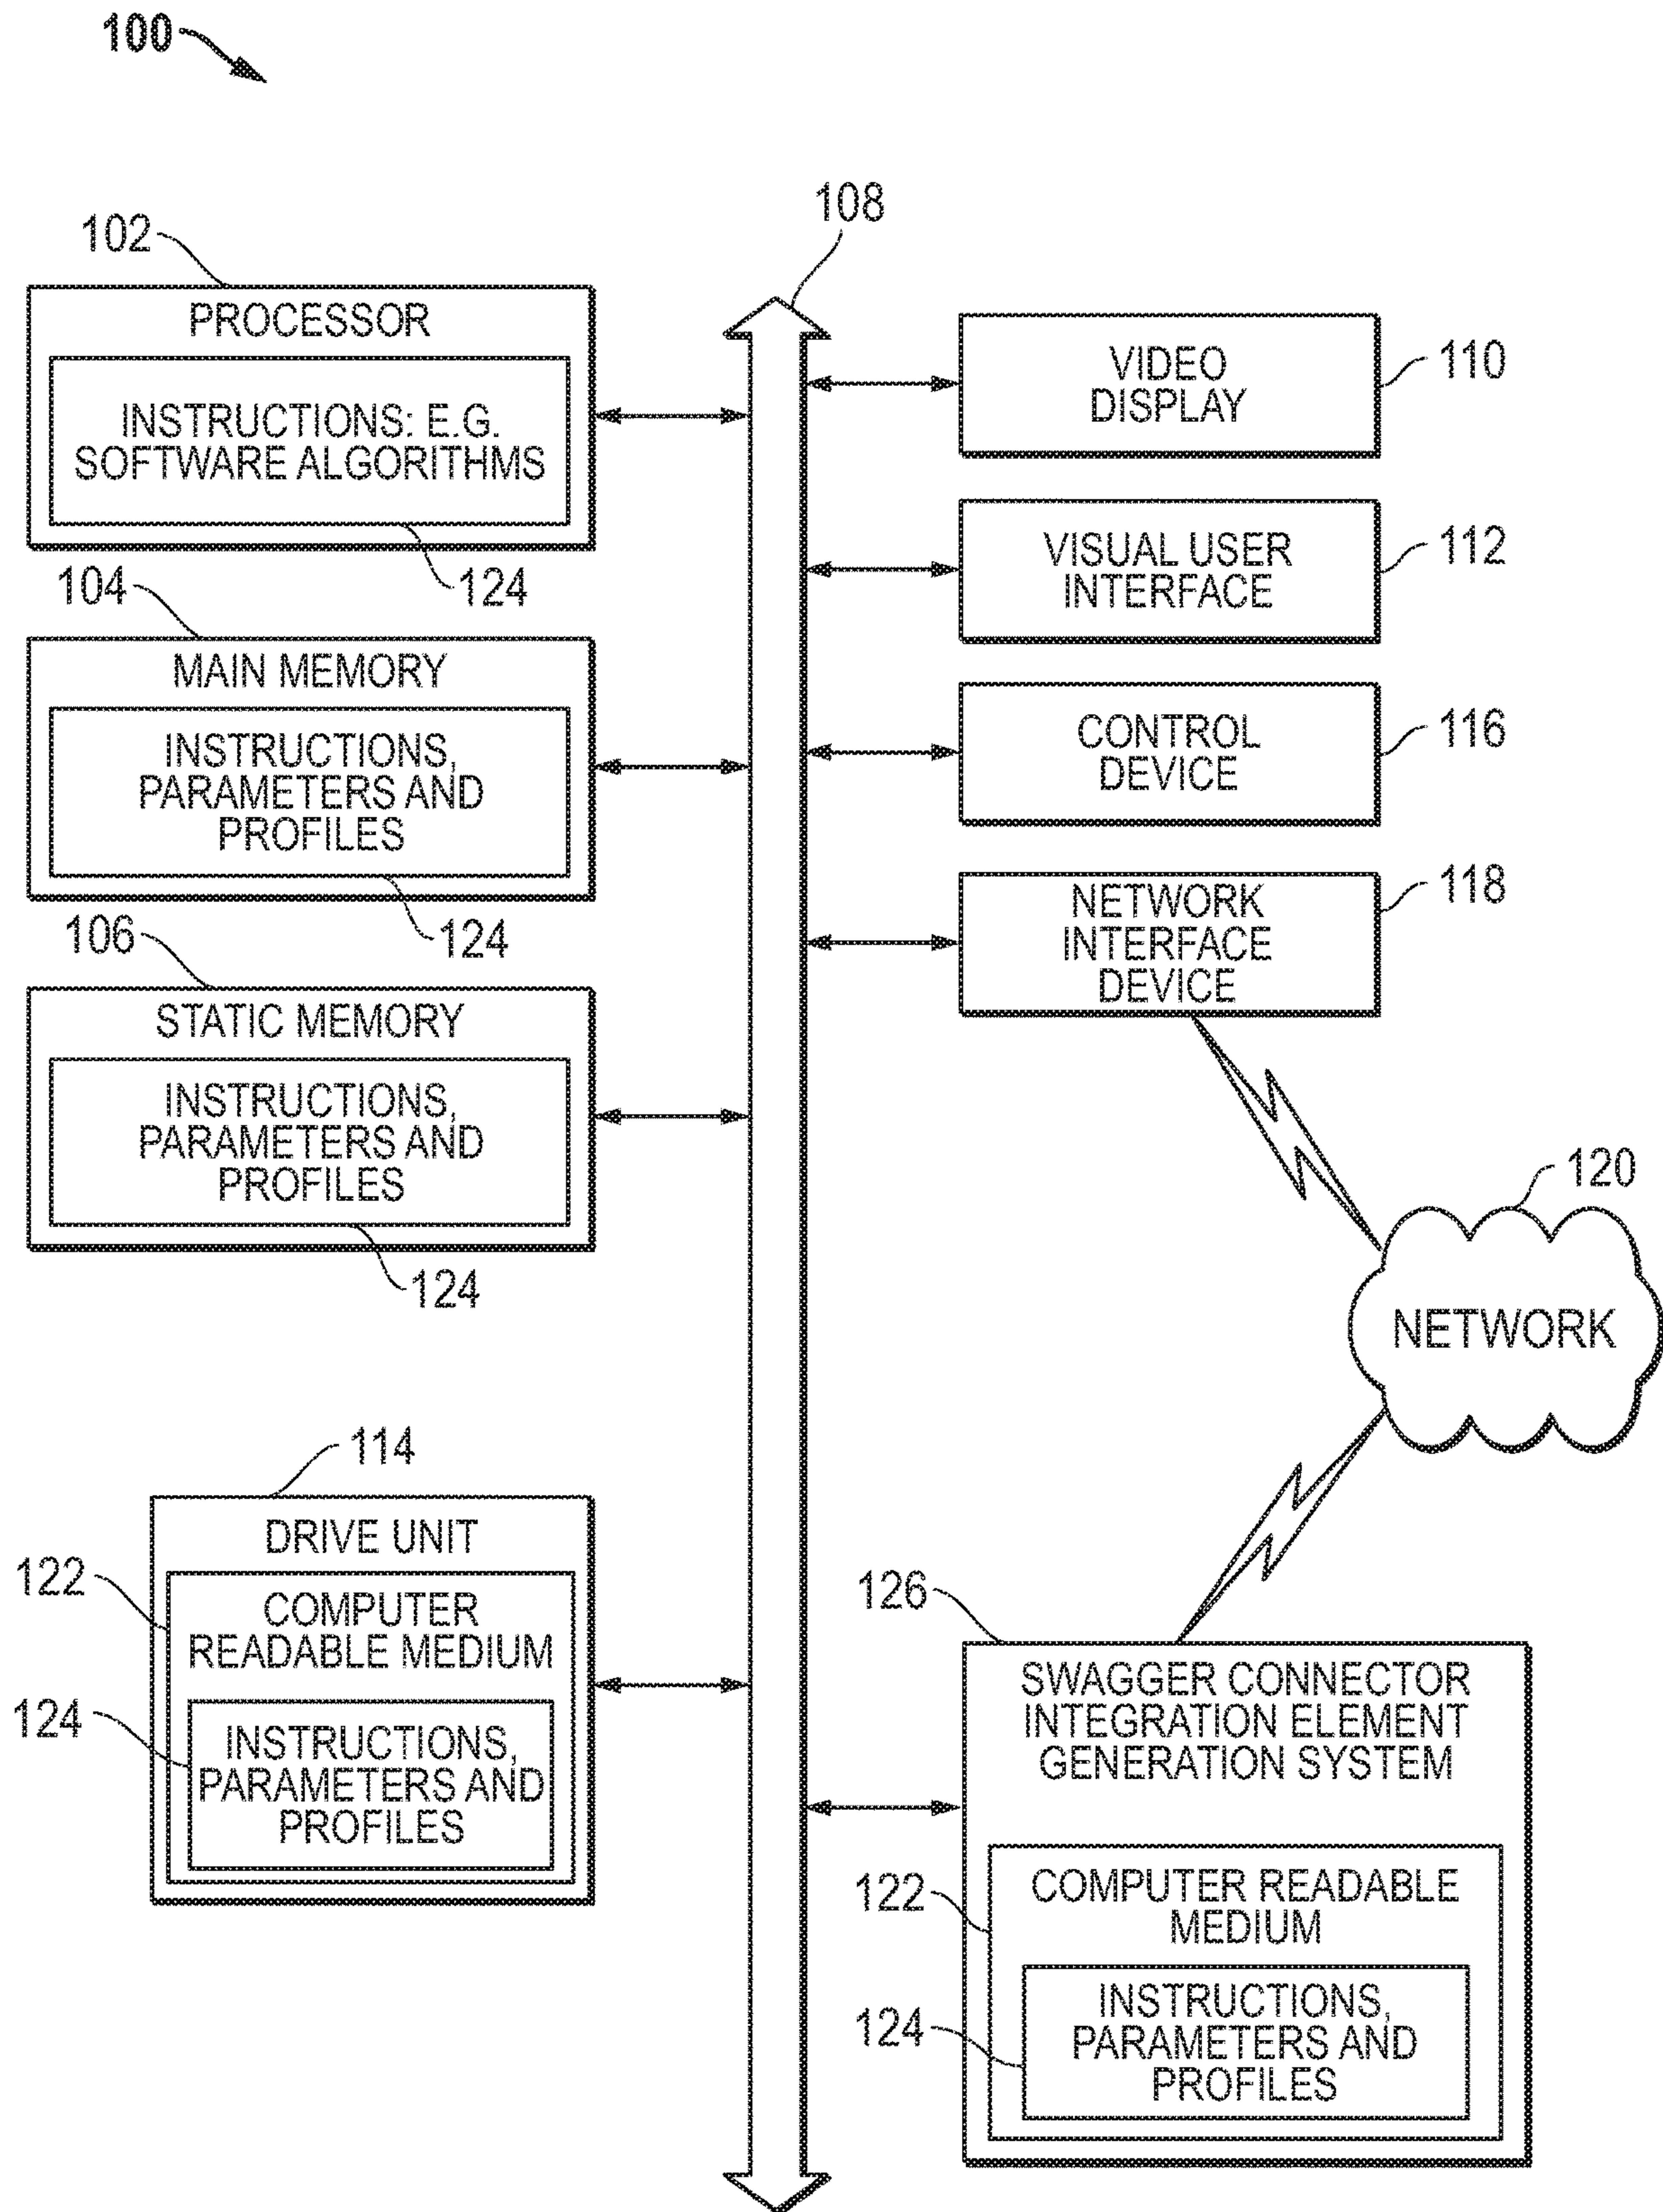 100
108
102
PROCESSOR
INSTRUCTIONS: E.G.
SOFTWARE ALGORITHMS
124
104
MAIN MEMORY
INSTRUCTIONS,
PARAMETERS AND
PROFILES
124
106
STATIC MEMORY
INSTRUCTIONS,
PARAMETERS AND
PROFILES
124
114
DRIVE UNIT
122
COMPUTER
READABLE MEDIUM
124
INSTRUCTIONS,
PARAMETERS AND
PROFILES
VIDEO
DISPLAY
110
VISUAL USER
INTERFACE
112
CONTROL
DEVICE
116
NETWORK
INTERFACE
DEVICE
118
120
NETWORK
126
SWAGGER CONNECTOR
INTEGRATION ELEMENT
GENERATION SYSTEM
122
COMPUTER READABLE
MEDIUM
124
INSTRUCTIONS,
PARAMETERS AND
PROFILES